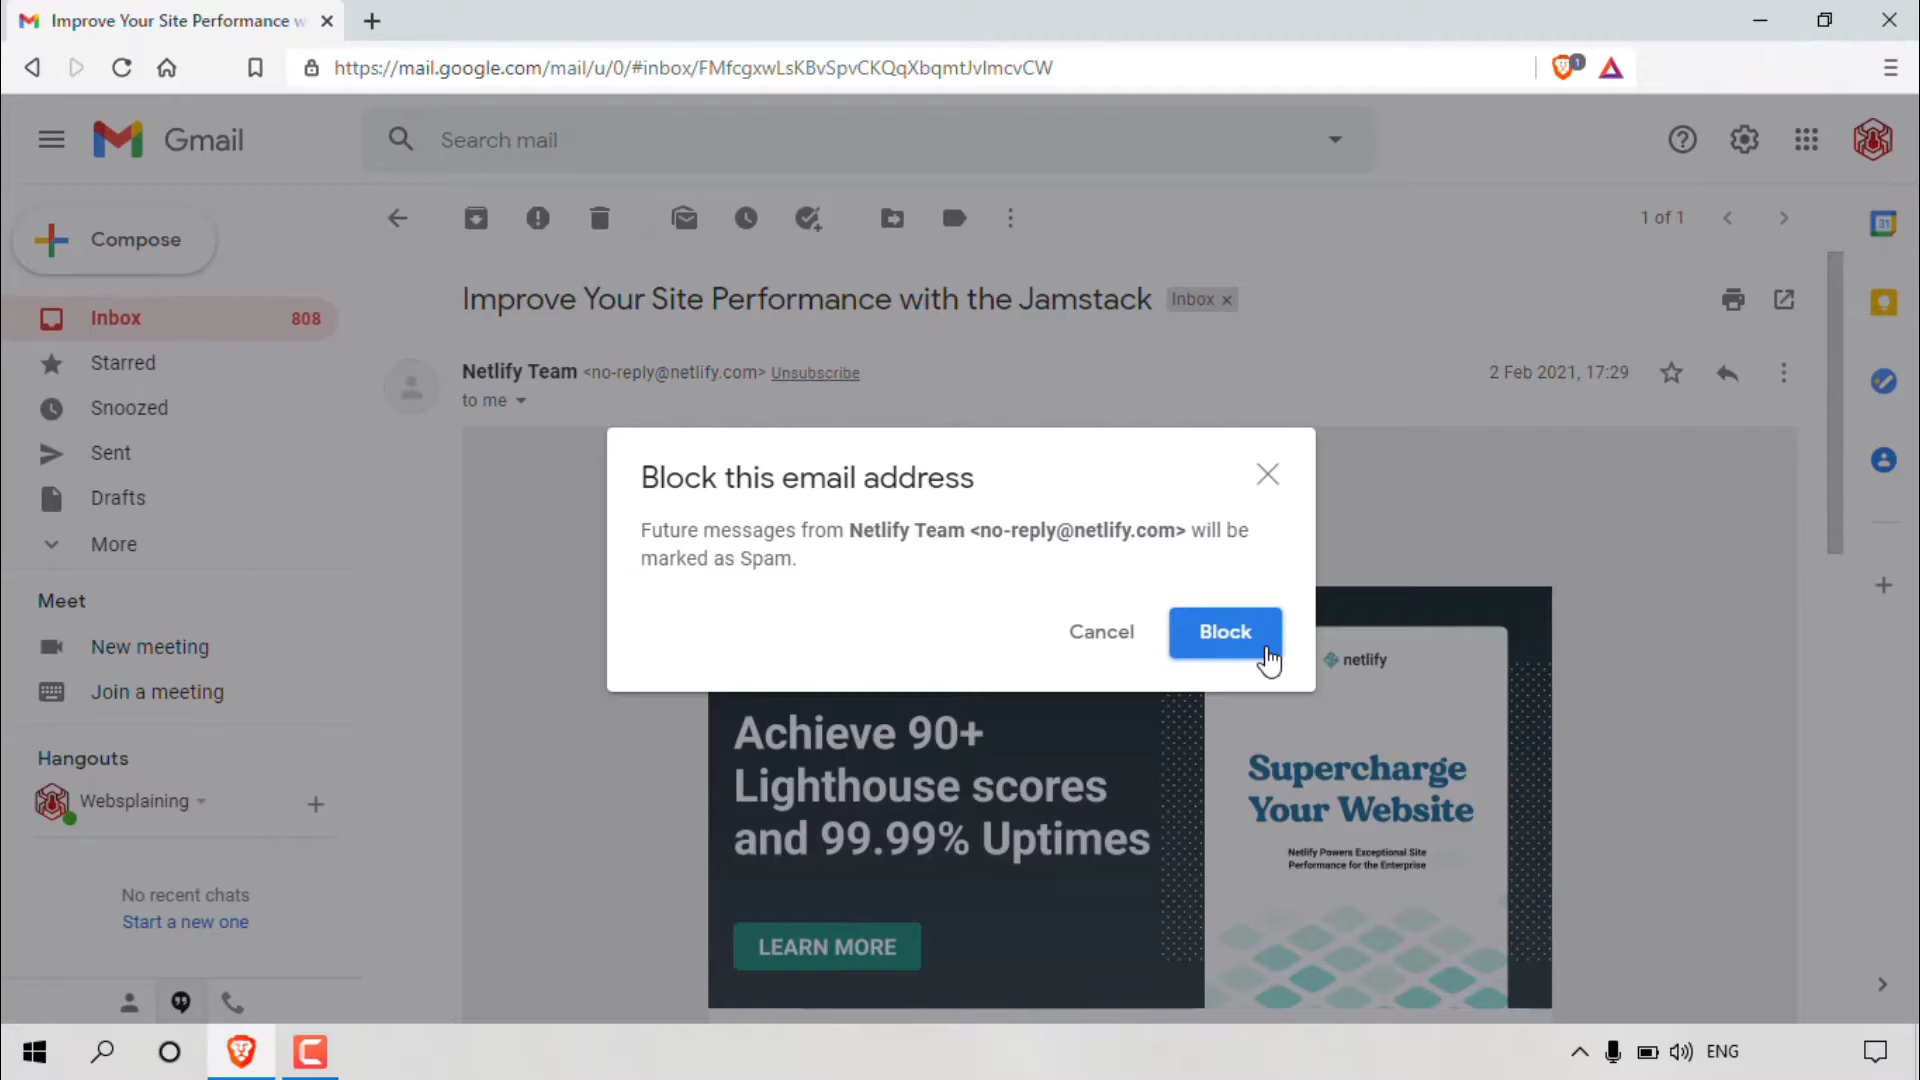 Improve Your Site Performance w
https://mail.google.com/mail/u/0/#inbox/FMfcgxwLsKBvSpvCKQqXbqmtJvImcvCW
1
Gmail
Search mail
1 of 1
31
Compose
Improve Your Site Performance with the Jamstack
Inbox ×
Inbox 808
Starred
Snoozed
Sent
Drafts
More
Netlify Team <no-reply@netlify.com> Unsubscribe
2 Feb 2021, 17:29
to me
Block this email address
Future messages from Netlify Team <no-reply@netlify.com> will be
marked as Spam.
Cancel
Block
Meet
New meeting
Join a meeting
Hangouts
Websplaining
No recent chats
Start a new one
Achieve 90+
Lighthouse scores
and 99.99% Uptimes
LEARN MORE
netlify
Supercharge
Your Website
Netlify Powers Exceptional Site
Performance for the Enterprise
ENG